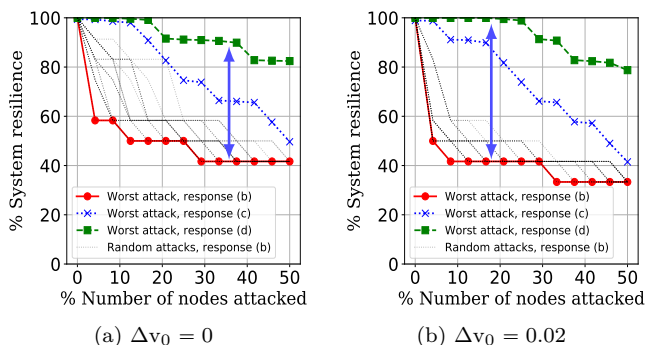 100
80
60
40
20
0
% System resilience
Worst attack, response (b)
Worst attack, response (c)
Worst attack, response (d)
Random attacks, response (b)
0 10 20 30 40 50
% Number of nodes attacked
(a) Δv₀ = 0
100
80
60
40
20
0
% System resilience
Worst attack, response (b)
Worst attack, response (c)
Worst attack, response (d)
Random attacks, response (b)
0 10 20 30 40 50
% Number of nodes attacked
(b) Δv₀ = 0.02